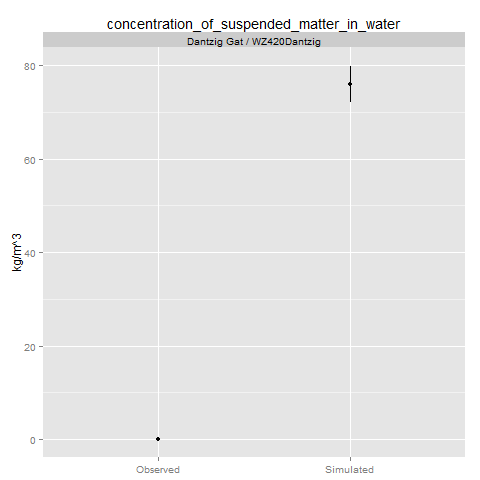 concentration_of_suspended_matter_in_water
Dantzig Gat / WZ420Dantzig
80
60
40
20
0
kg/m^3
Observed
Simulated